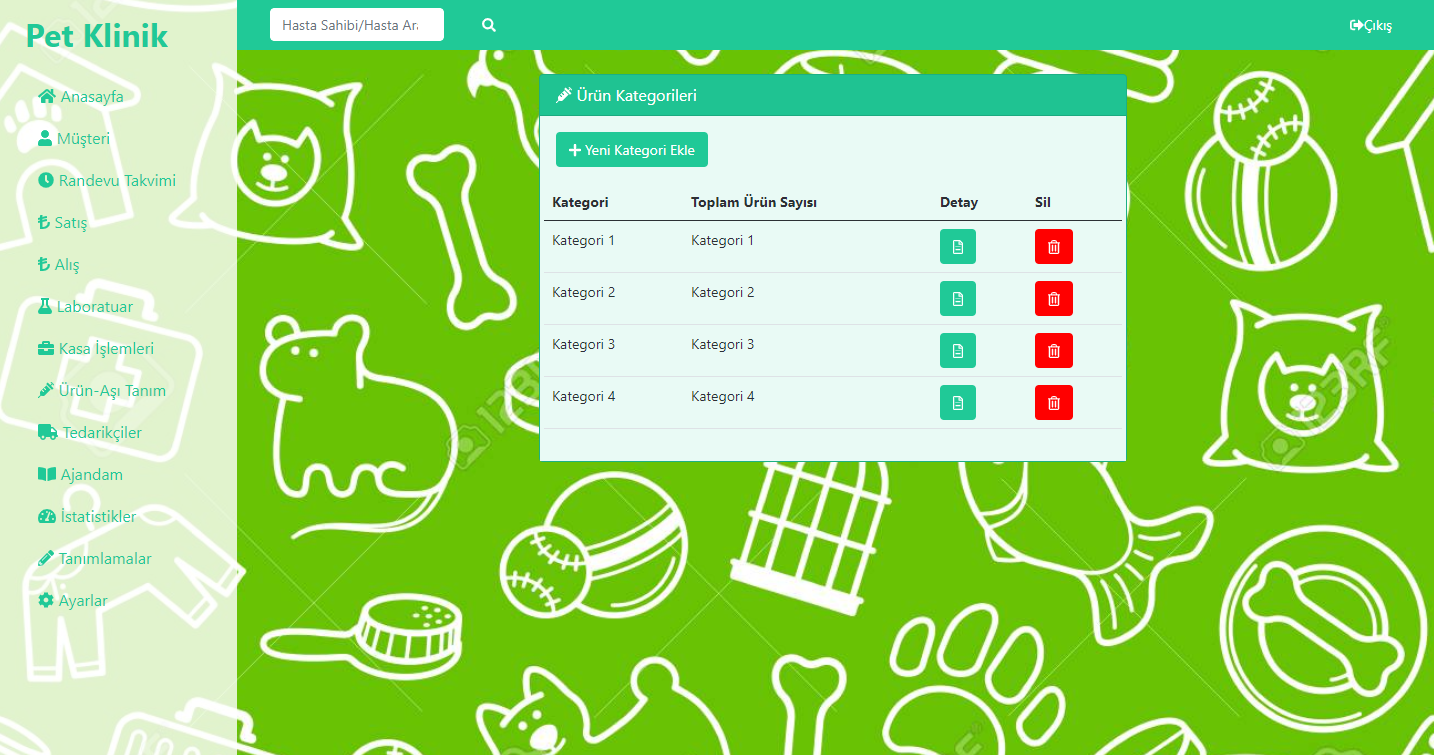 Pet Klinik
Hasta Sahibi/Hasta Ar
Çıkış
Anasayfa
Müşteri
Randevu Takvimi
Satış
Alış
Laboratuar
Kasa İşlemleri
Ürün-Aşı Tanım
Tedarikçiler
Ajandam
İstatistikler
Tanımlamalar
Ayarlar
Ürün Kategorileri
Yeni Kategori Ekle
Kategori Toplam Ürün Sayısı Detay Sil
Kategori 1 Kategori 1
Kategori 2 Kategori 2
Kategori 3 Kategori 3
Kategori 4 Kategori 4